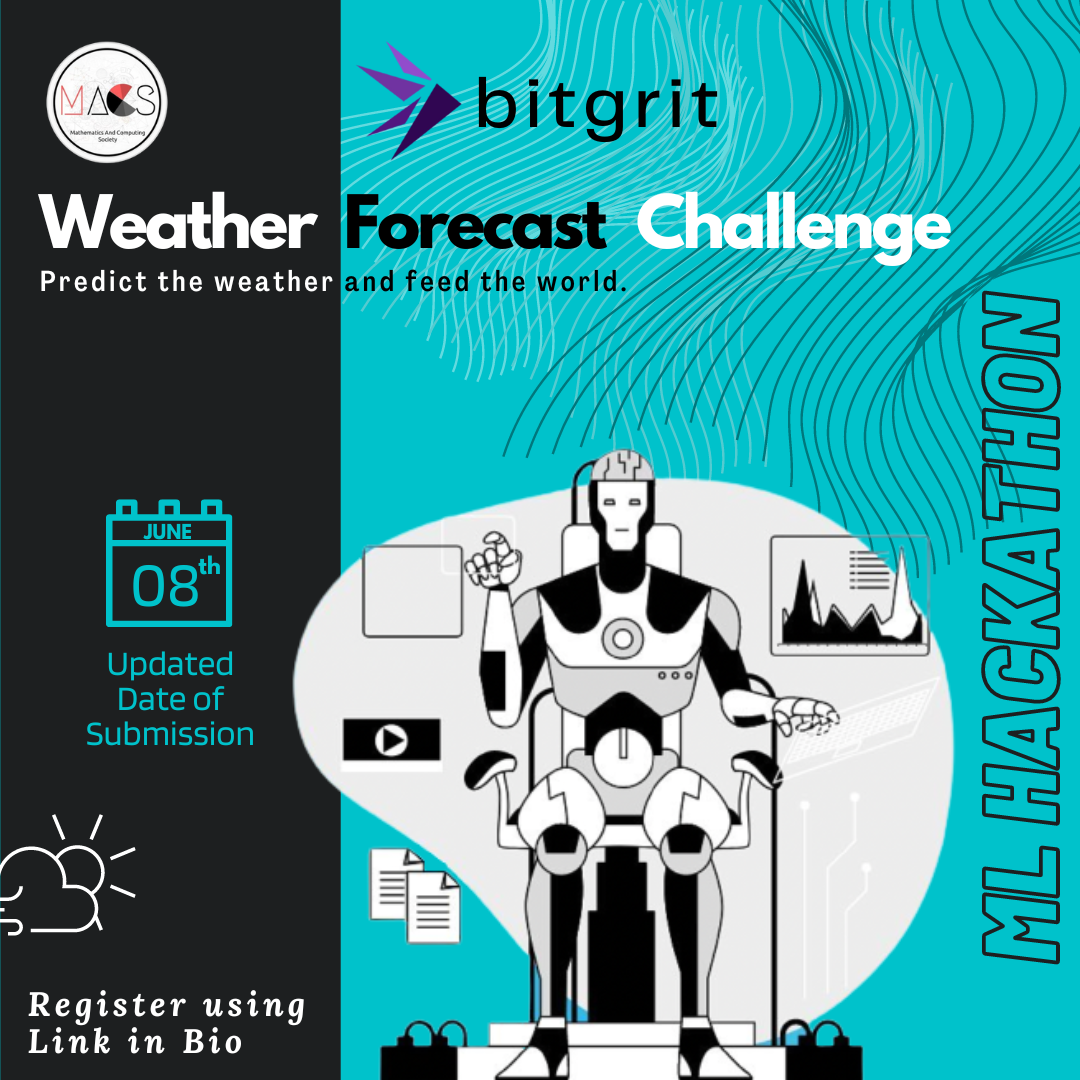 MACS
Mathematics And Computing
Society
bitgrit
Weather Forecast Challenge
Predict the weather and feed the world.
ML HACKATHON
JUNE
08th
Updated
Date of
Submission
Register using
Link in Bio